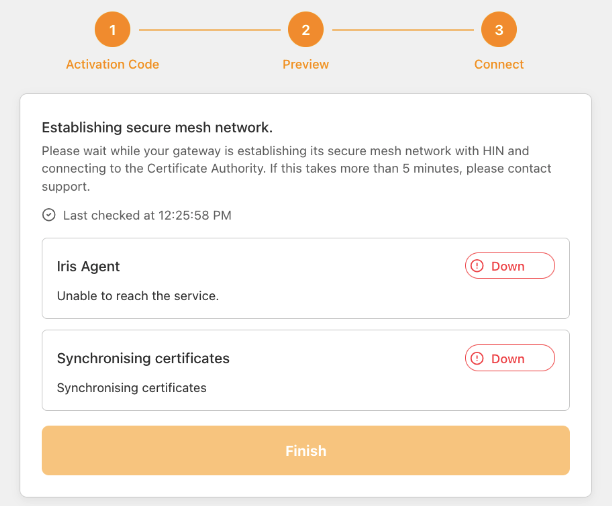 1
2
3
Activation Code
Preview
Connect
Establishing secure mesh network.
Please wait while your gateway is establishing its secure mesh network with HIN and
connecting to the Certificate Authority. If this takes more than 5 minutes, please contact
support.
Last checked at 12:25:58 PM
Iris Agent
Down
Unable to reach the service.
Synchronising certificates
Down
Synchronising certificates
Finish